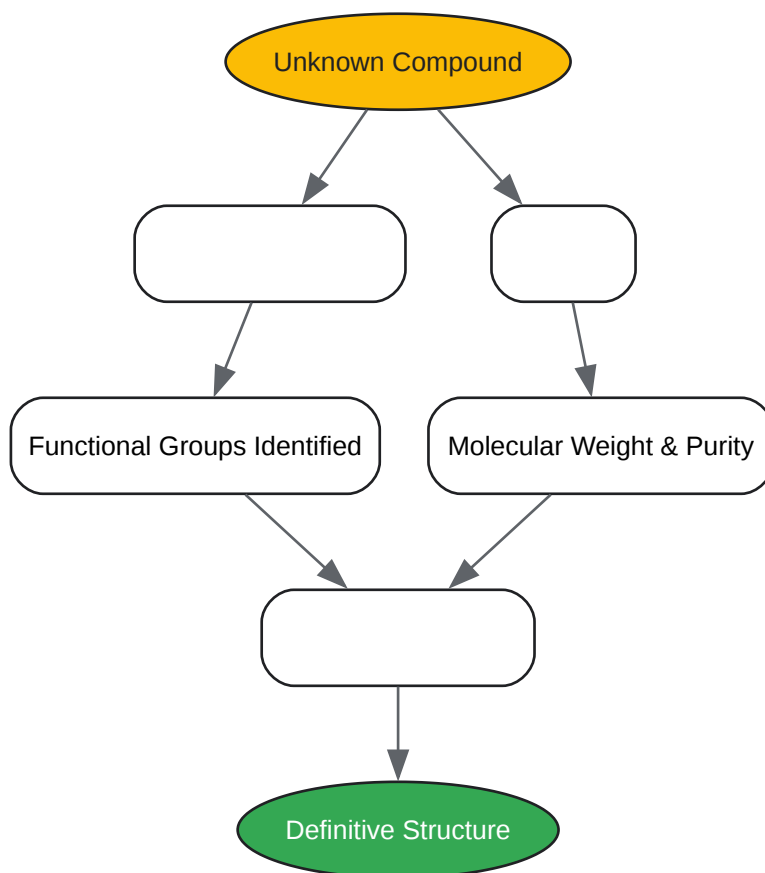 Unknown Compound
Functional Groups Identified
Molecular Weight & Purity
Definitive Structure